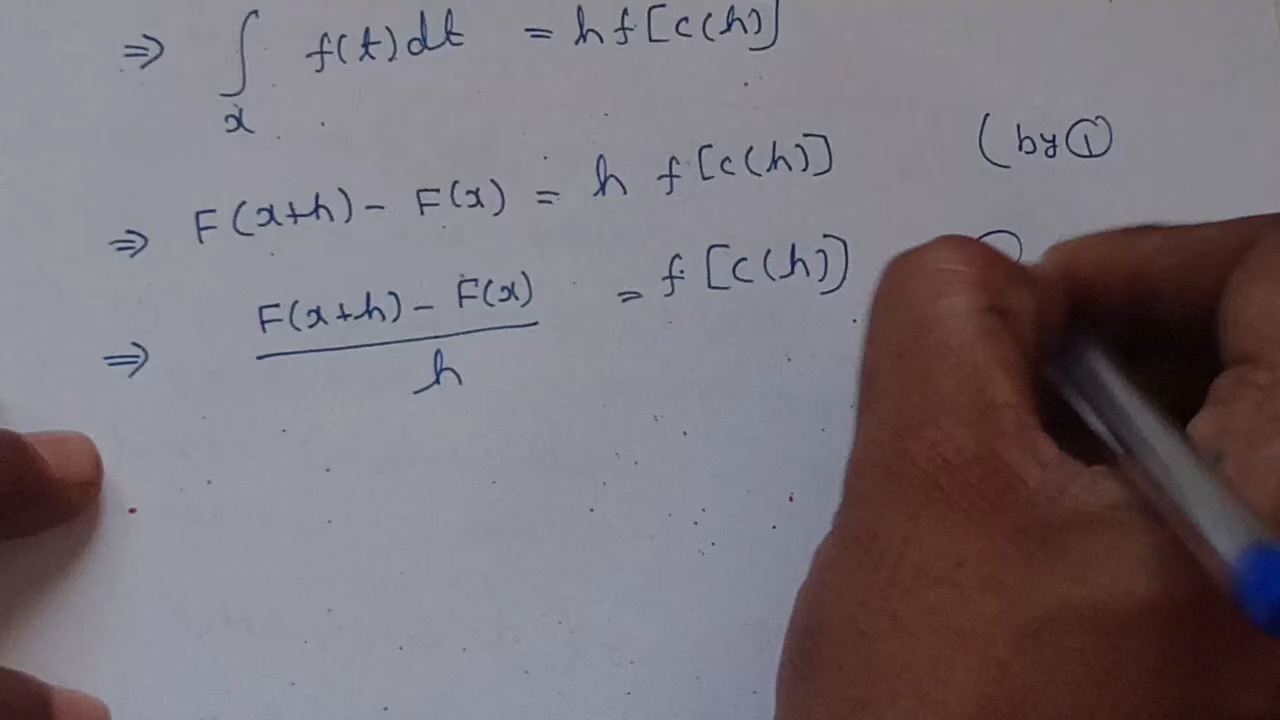 ⇒ ∫ f(t)dt = h f[c(h)]
x
⇒ F(x+h) - F(x) = h f[c(h)] (by ①
⇒ F(x+h) - F(x) = f[c(h)]
h